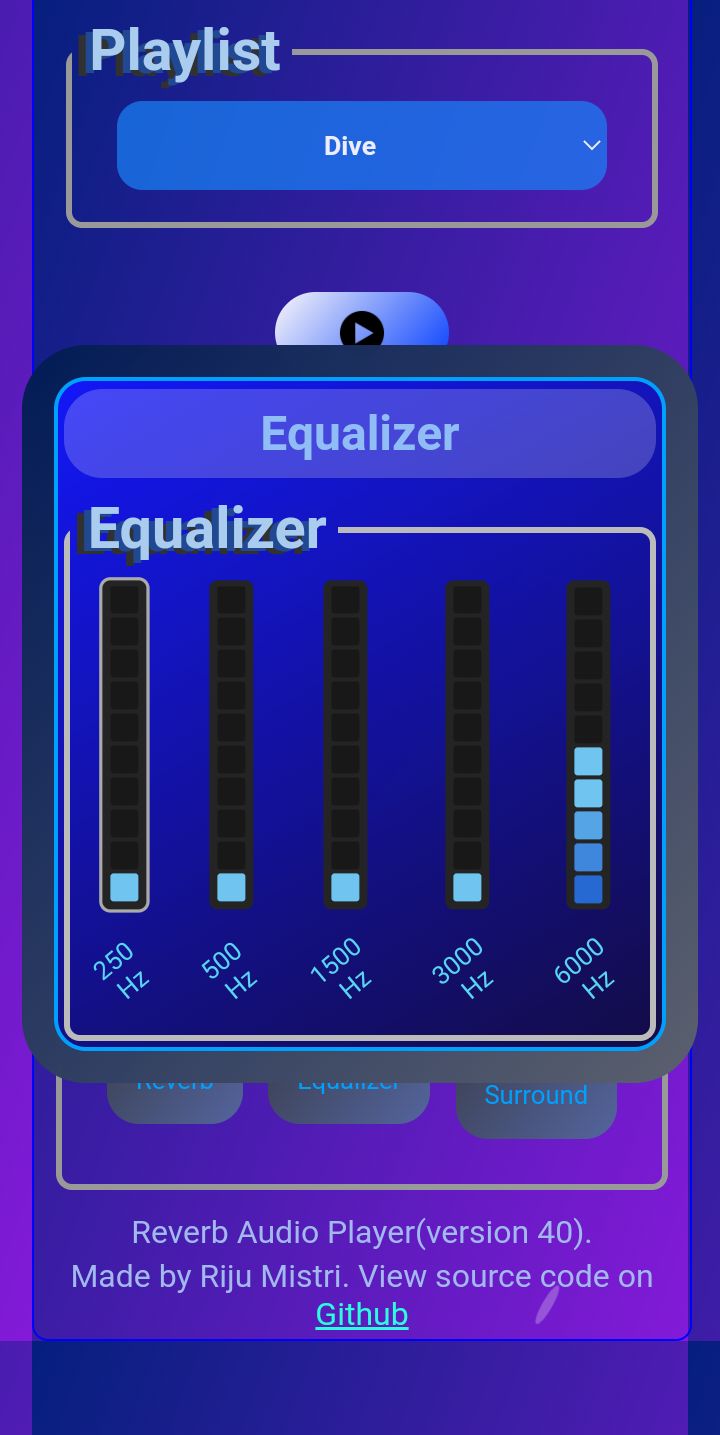 Playlist
Dive
Equalizer
Equalizer
250 Hz
500 Hz
1500 Hz
3000 Hz
6000 Hz
Reverb
Equalizer
Surround
Reverb Audio Player(version 40).
Made by Riju Mistri. View source code on
Github